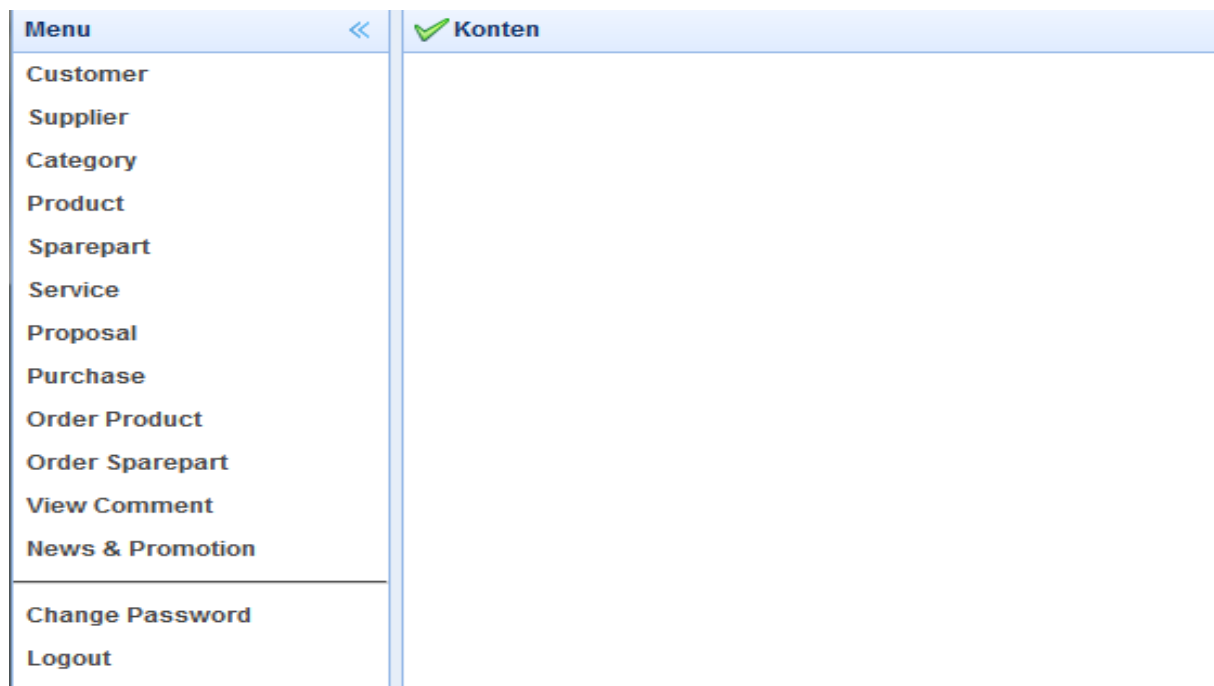 Menu
Konten
Customer
Supplier
Category
Product
Sparepart
Service
Proposal
Purchase
Order Product
Order Sparepart
View Comment
News & Promotion
Change Password
Logout